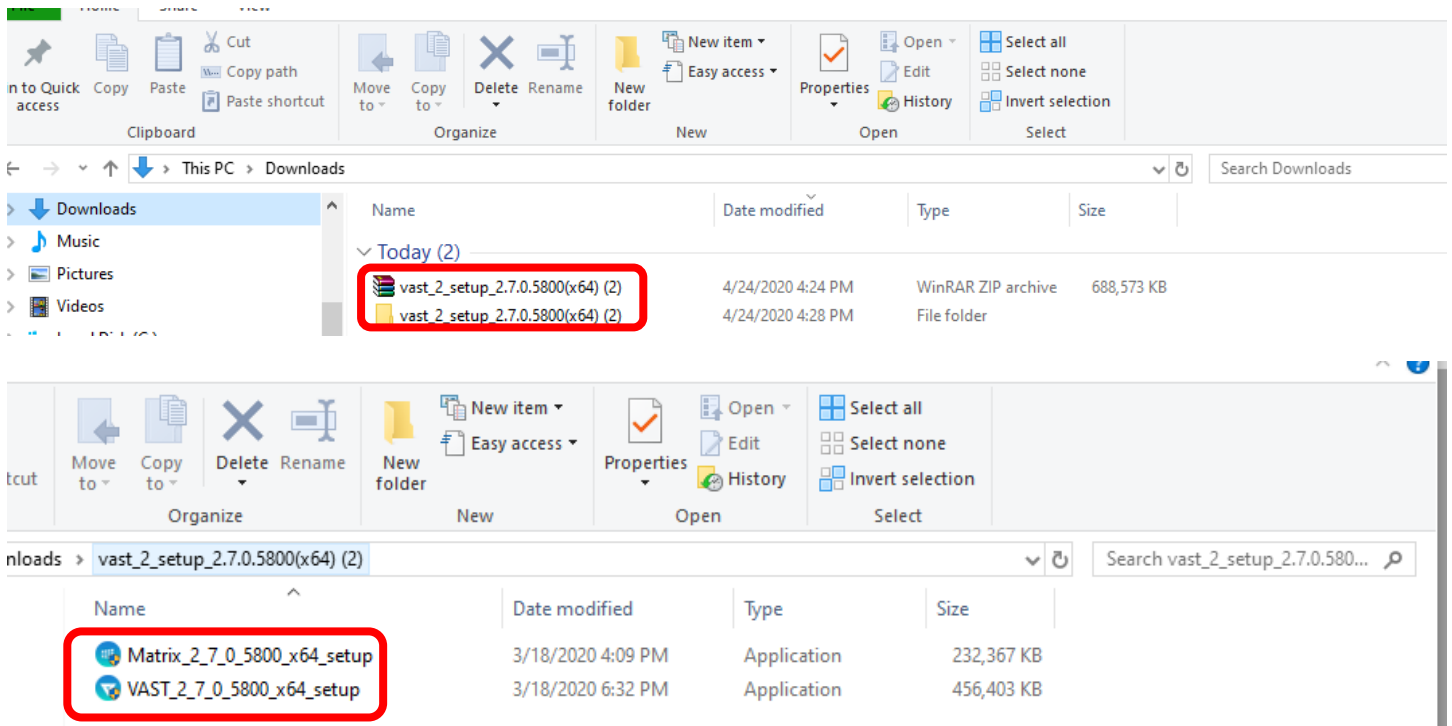 File Home Share View
Cut
Copy path
Paste shortcut
n to Quick access
Copy
Paste
Move to
Copy to
Delete
Rename
New folder
New item
Easy access
Properties
Open
Edit
History
Select all
Select none
Invert selection
Clipboard Organize New Open Select
This PC > Downloads
Search Downloads
Downloads
Music
Pictures
Videos
Name Date modified Type Size
Today (2)
vast_2_setup_2.7.0.5800(x64) (2) 4/24/2020 4:24 PM WinRAR ZIP archive 688,573 KB
vast_2_setup_2.7.0.5800(x64) (2) 4/24/2020 4:28 PM File folder
tcut
Move to
Copy to
Delete
Rename
New folder
New item
Easy access
Properties
Open
Edit
History
Select all
Select none
Invert selection
Organize New Open Select
nloads > vast_2_setup_2.7.0.5800(x64) (2)
Search vast_2_setup_2.7.0.580...
Name Date modified Type Size
Matrix_2_7_0_5800_x64_setup 3/18/2020 4:09 PM Application 232,367 KB
VAST_2_7_0_5800_x64_setup 3/18/2020 6:32 PM Application 456,403 KB